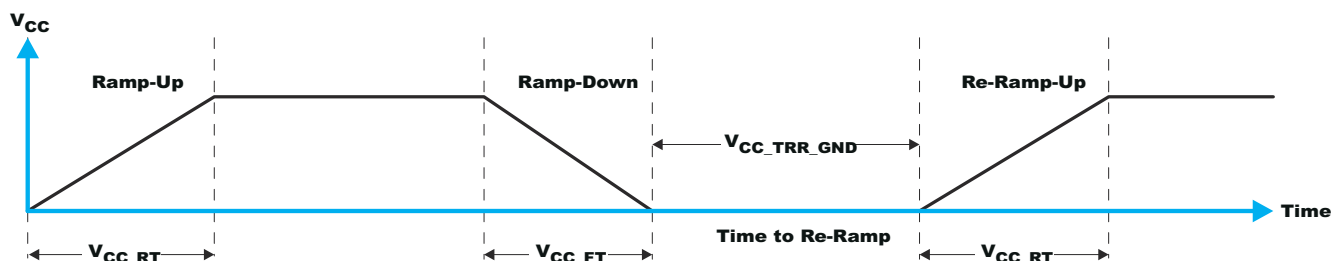 VCC
Ramp-Up
Ramp-Down
Re-Ramp-Up
VCC_TRR_GND
Time
Time to Re-Ramp
VCC_RT
VCC_FT
VCC_RT